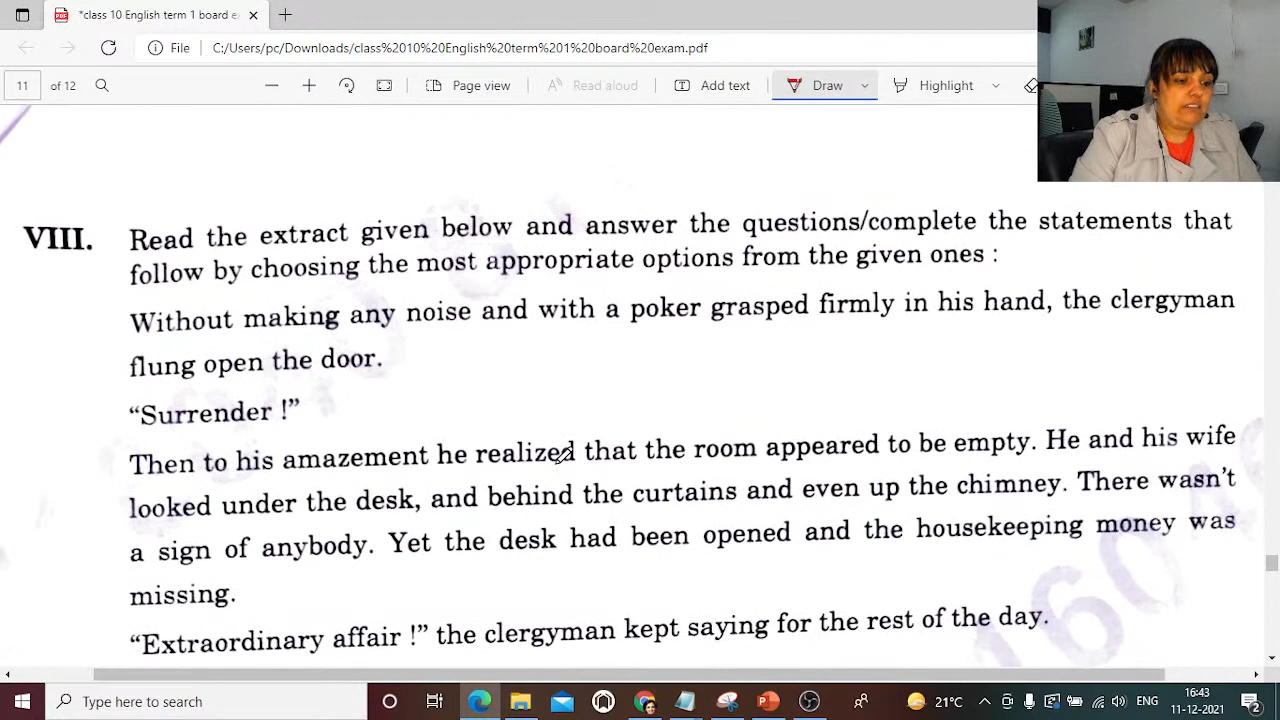 *class 10 English term 1 board e
File
C:/Users/pc/Downloads/class%2010%20English%20term%201%20board%20exam.pdf
11 of 12
Page view
Read aloud
Add text
Draw
Highlight
VIII. Read the extract given below and answer the questions/complete the statements that
follow by choosing the most appropriate options from the given ones :
Without making any noise and with a poker grasped firmly in his hand, the clergyman
flung open the door.
“Surrender !”
Then to his amazement he realized that the room appeared to be empty. He and his wife
looked under the desk, and behind the curtains and even up the chimney. There wasn’t
a sign of anybody. Yet the desk had been opened and the housekeeping money was
missing.
“Extraordinary affair !” the clergyman kept saying for the rest of the day.
Type here to search
21°C
ENG
16:43
11-12-2021
2